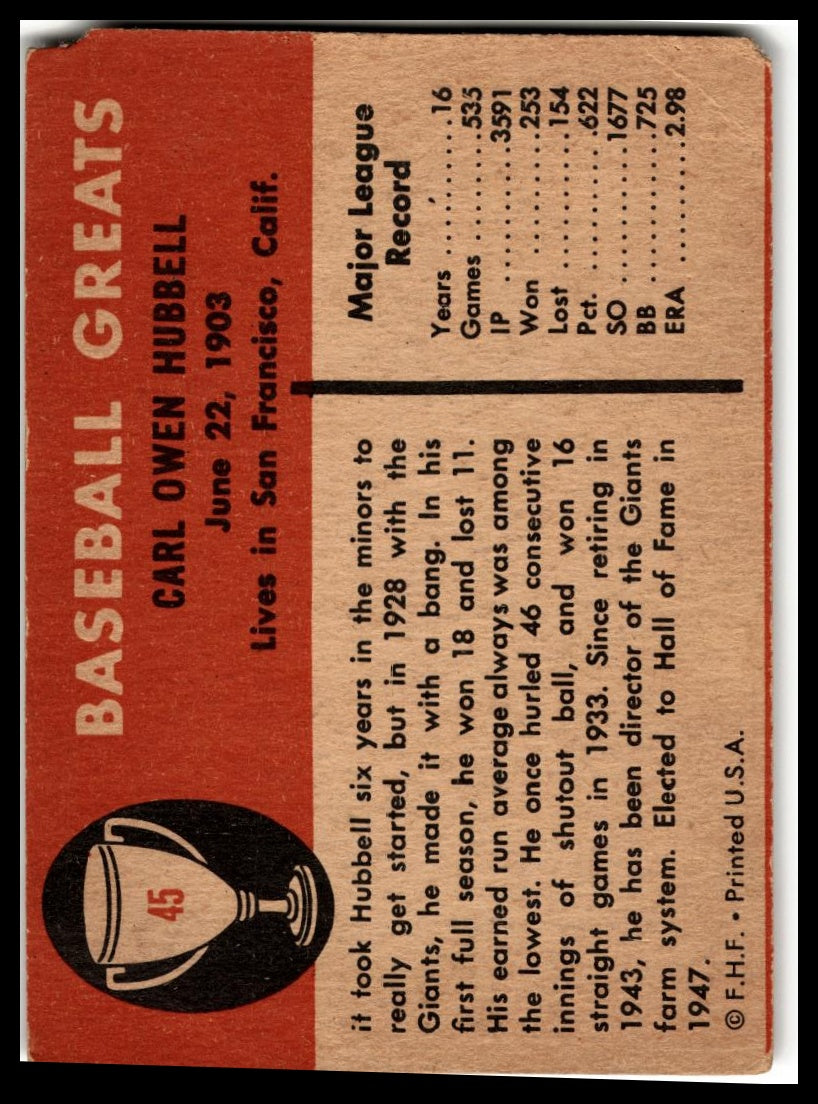 45
BASEBALL GREATS
CARL OWEN HUBBELL
June 22, 1903
Lives in San Francisco, Calif.
it took Hubbell six years in the minors to
really get started, but in 1928 with the
Giants, he made it with a bang. In his
first full season, he won 18 and lost 11.
His earned run average always was among
the lowest. He once hurled 46 consecutive
innings of shutout ball, and won 16
straight games in 1933. Since retiring in
1943, he has been director of the Giants
farm system. Elected to Hall of Fame in
1947.
© F.H.F. • Printed U.S.A.
Major League
Record
Years ..........16
Games ........535
IP ............3591
Won ..........253
Lost ..........154
Pct. ..........622
SO ..........1677
BB ............725
ERA ..........2.98